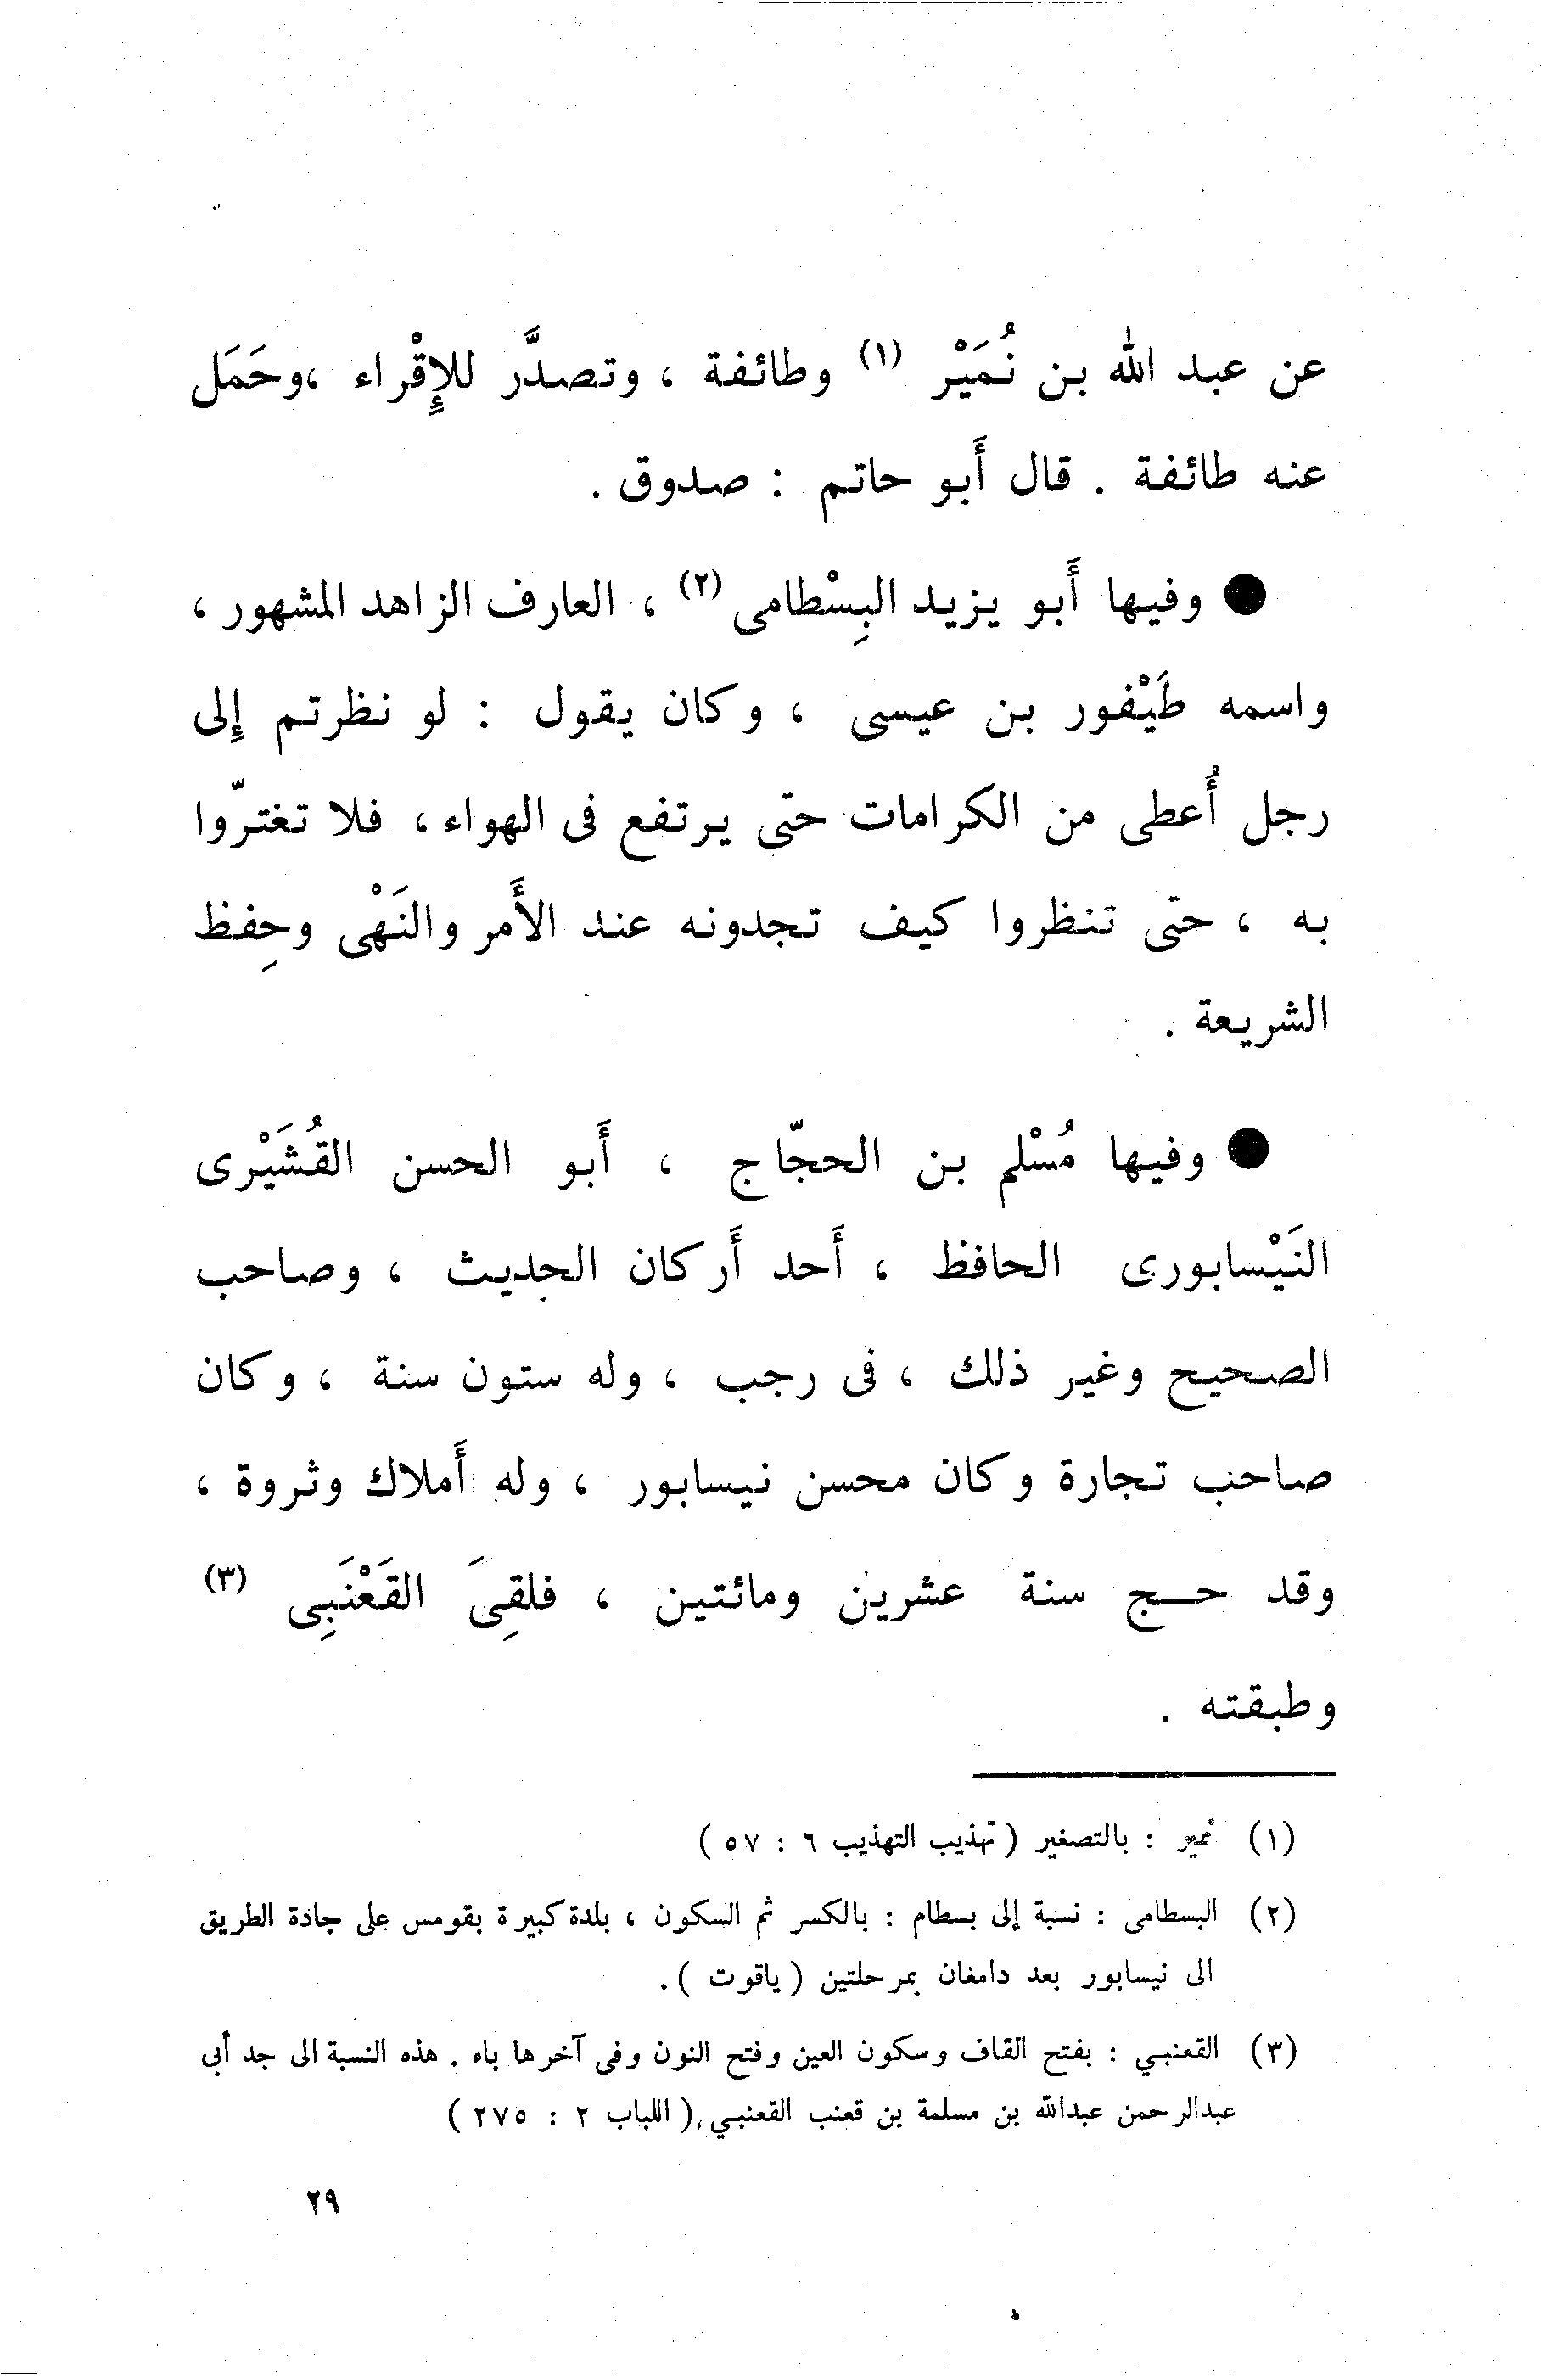 عن عبد الله بن نُمَيْر (١) وطائفة ، وتصدَّر للإِقْراء ،وحَمَل
عنه طائفة . قال أَبو حاتم : صدوق .
● وفيها أَبو يزيد البِسْطامى (٢) ، العارف الزاهد المشهور ،
واسمه طَيْفور بن عيسى ، وكان يقول : لو نظرتم إِلى
رجل أُعطى من الكرامات حتى يرتفع فى الهواء ، فلا تغترّوا
به ، حتى تنظروا كيف تجدونه عند الأَمر والنَهْى وحِفظ
الشريعة .
● وفيها مُسْلم بن الحجّاج ، أَبو الحسن القُشَيْرى
النَيْسابورى الحافظ ، أَحد أَركان الحديث ، وصاحب
الصحيح وغير ذلك ، فى رجب ، وله ستون سنة ، وكان
صاحب تجارة وكان محسن نيسابور ، وله أَملاك وثروة ،
وقد حـج سنة عشرين ومائتين ، فلقِىَ القَعْنَبِى (٣)
وطبقته .
(١) نمير : بالتصغير ( تهذيب التهذيب ٦ : ٥٧ )
(٢) البسطامى : نسبة إلى بسطام : بالكسر ثم السكون ، بلدة كبيرة بقومس على جادة الطريق
الى نيسابور بعد دامغان بمرحلتين ( ياقوت ) .
(٣) القعنبي : بفتح القاف وسكون العين وفتح النون وفى آخرها باء . هذه النسبة الى جد أبي
عبدالرحمن عبدالله بن مسلمة بن قعنب القعنبي ( اللباب ٢ : ٢٧٥ )
٢٩